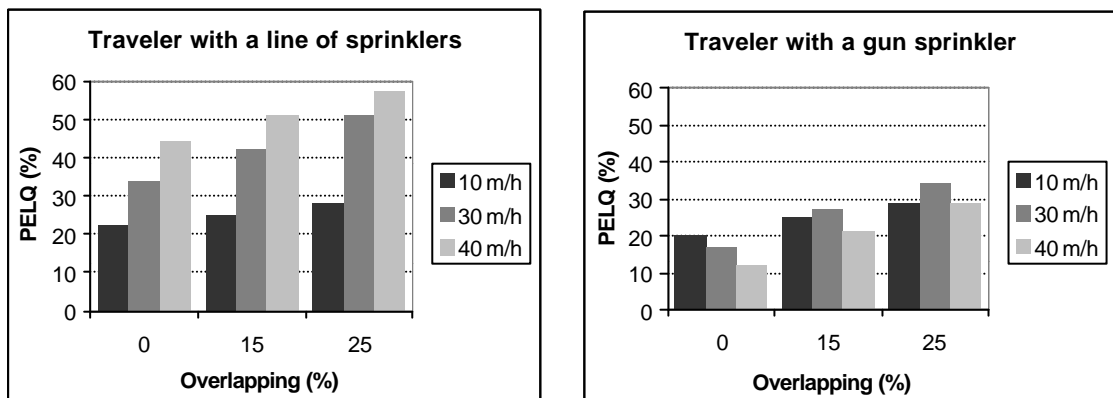 Traveler with a line of sprinklers
60
50
40
30
20
10
0
PELQ (%)
0 15 25
Overlapping (%)
10 m/h
30 m/h
40 m/h
Traveler with a gun sprinkler
60
50
40
30
20
10
0
PELQ (%)
0 15 25
Overlapping (%)
10 m/h
30 m/h
40 m/h